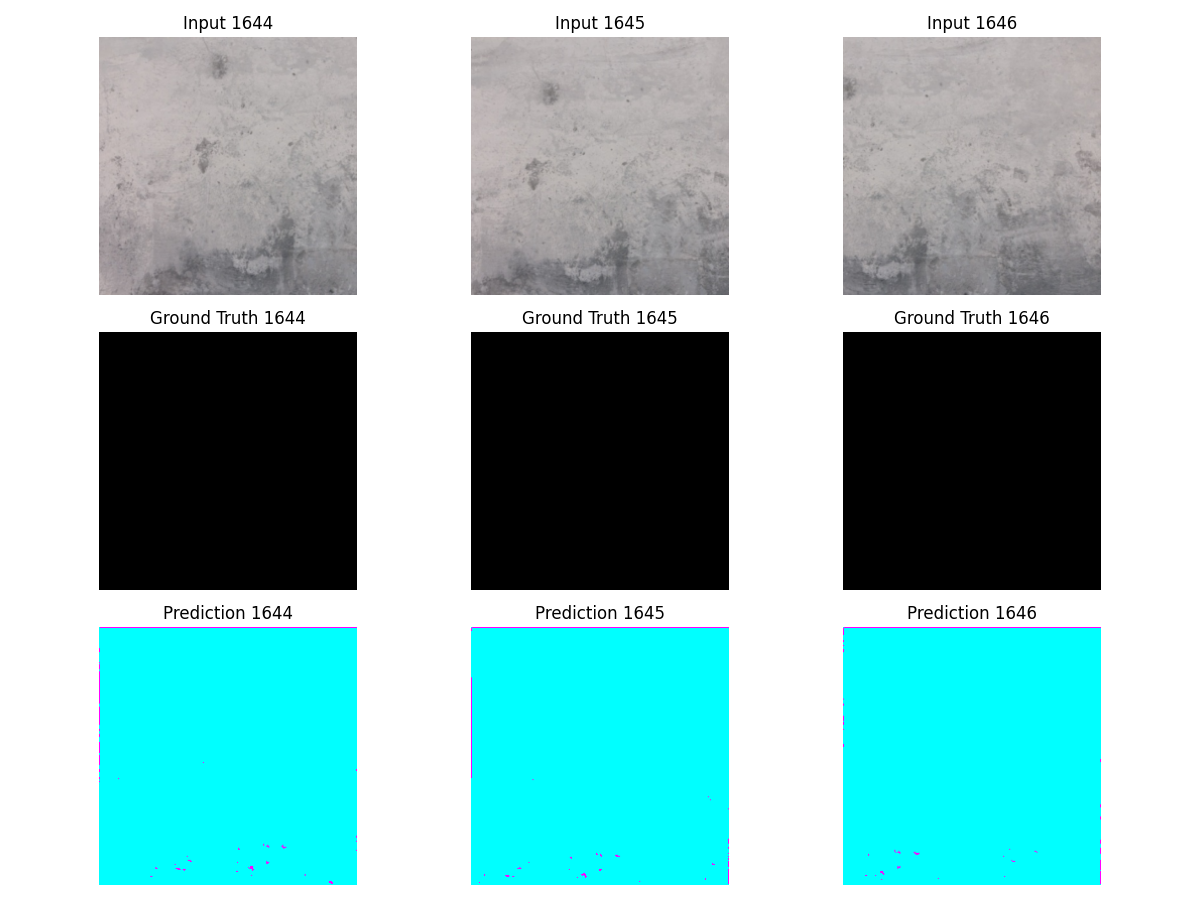 Input 1644
Input 1645
Input 1646
Ground Truth 1644
Ground Truth 1645
Ground Truth 1646
Prediction 1644
Prediction 1645
Prediction 1646